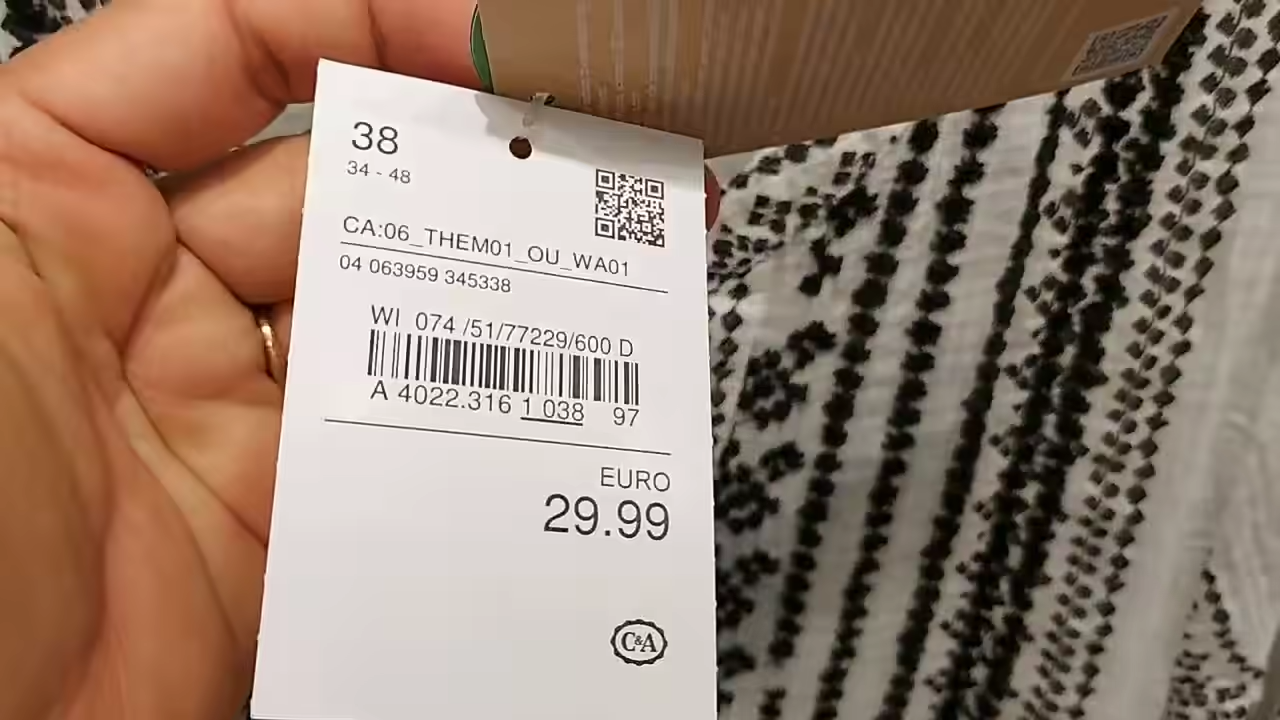 38
34 - 48
CA:06_THEM01_OU_WA01
04 063959 345338
WI 074 /51/77229/600 D
A 4022.316 1 038 97
EURO
29.99
C&A